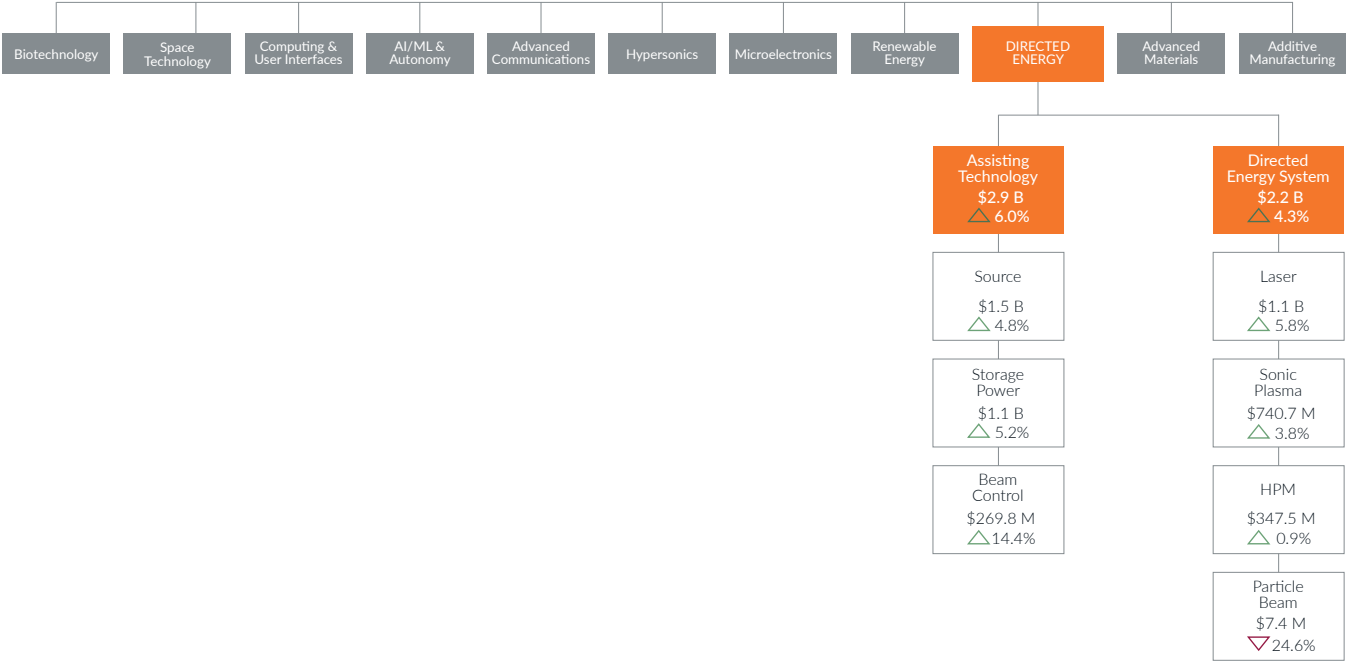 Biotechnology
Space
Technology
Computing &
User Interfaces
AI/ML &
Autonomy
Advanced
Communications
Hypersonics
Microelectronics
Renewable
Energy
DIRECTED
ENERGY
Advanced
Materials
Additive
Manufacturing
Assisting
Technology
$2.9 B
6.0%
Source
$1.5 B
4.8%
Storage
Power
$1.1 B
5.2%
Beam
Control
$269.8 M
14.4%
Directed
Energy System
$2.2 B
4.3%
Laser
$1.1 B
5.8%
Sonic
Plasma
$740.7 M
3.8%
HPM
$347.5 M
0.9%
Particle
Beam
$7.4 M
24.6%